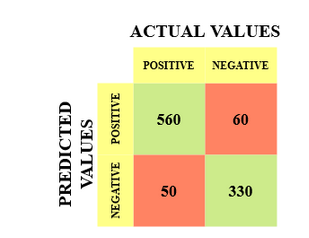 ACTUAL VALUES
POSITIVE NEGATIVE
PREDICTED
VALUES
POSITIVE
560 60
NEGATIVE
50 330